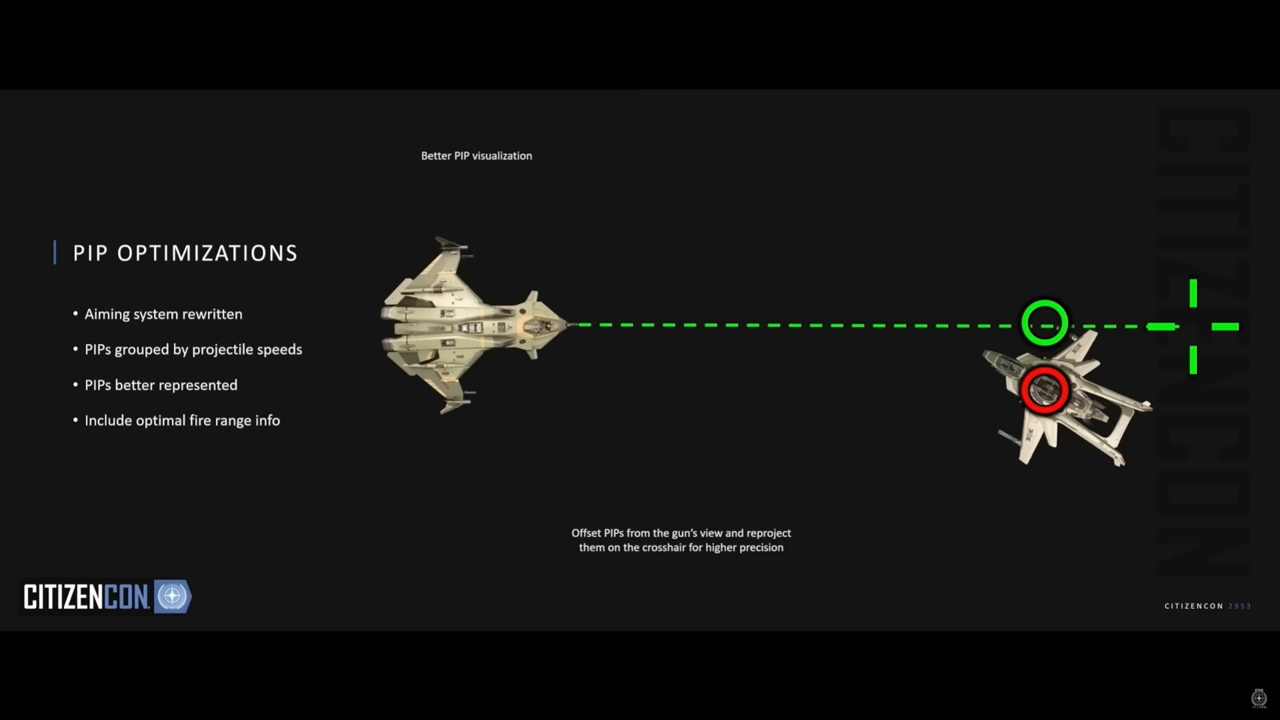 Better PIP visualization
PIP OPTIMIZATIONS
• Aiming system rewritten
• PIPs grouped by projectile speeds
• PIPs better represented
• Include optimal fire range info
Offset PIPs from the gun's view and reproject
them on the crosshair for higher precision
CITIZENCON
CITIZENCON
CITIZENCON 2953